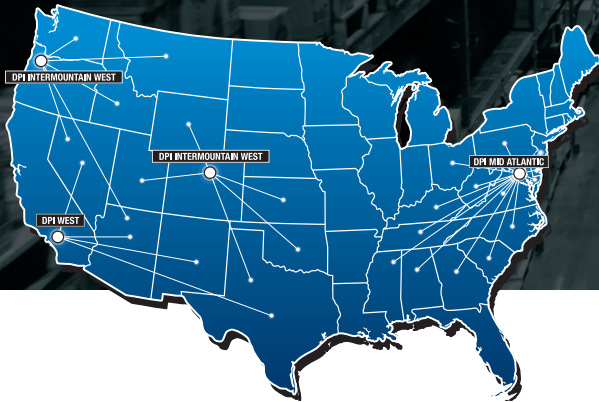 DPI INTERMOUNTAIN WEST
DPI INTERMOUNTAIN WEST
DPI MID ATLANTIC
DPI WEST